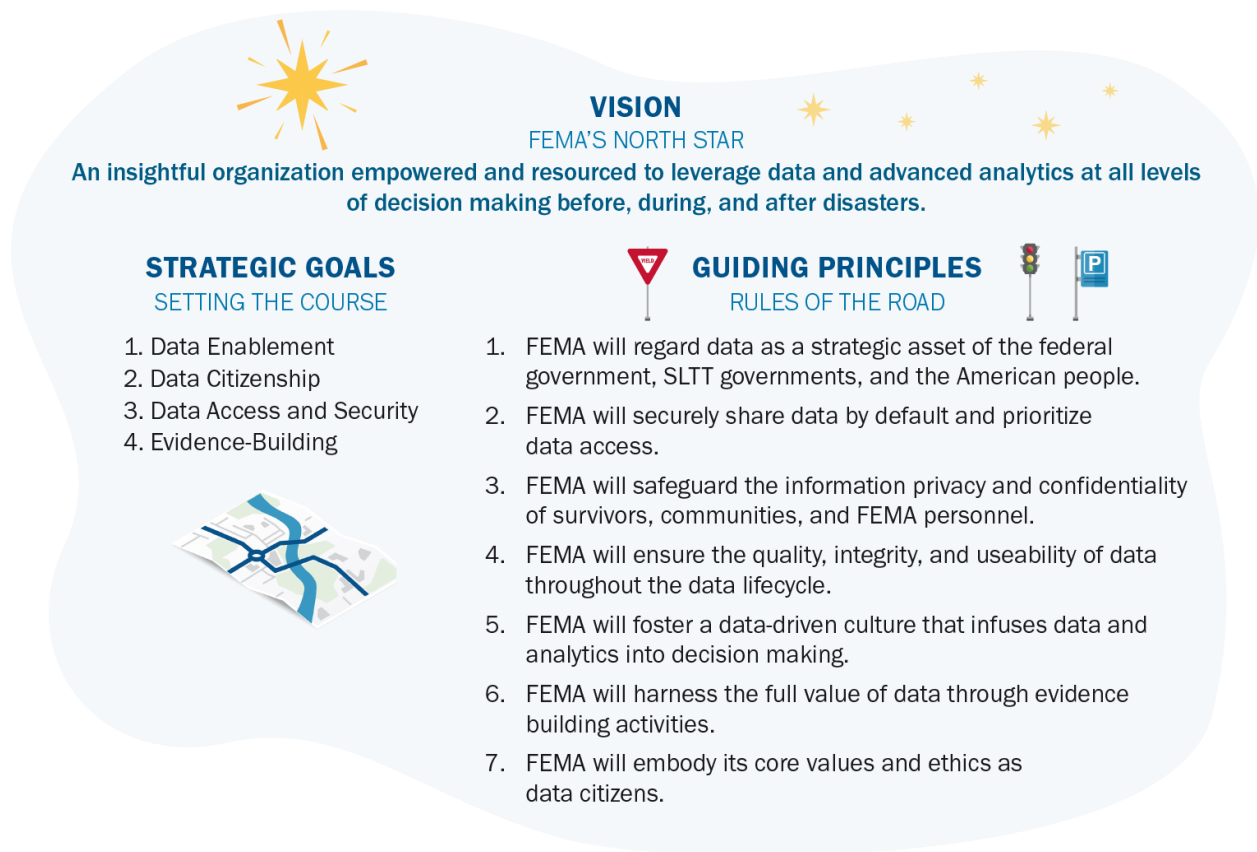 VISION
FEMA'S NORTH STAR
An insightful organization empowered and resourced to leverage data and advanced analytics at all levels
of decision making before, during, and after disasters.
STRATEGIC GOALS
SETTING THE COURSE
1. Data Enablement
2. Data Citizenship
3. Data Access and Security
4. Evidence-Building
YIELD
GUIDING PRINCIPLES
P
RULES OF THE ROAD
1. FEMA will regard data as a strategic asset of the federal
government, SLTT governments, and the American people.
2. FEMA will securely share data by default and prioritize
data access.
3. FEMA will safeguard the information privacy and confidentiality
of survivors, communities, and FEMA personnel.
4. FEMA will ensure the quality, integrity, and useability of data
throughout the data lifecycle.
5. FEMA will foster a data-driven culture that infuses data and
analytics into decision making.
6. FEMA will harness the full value of data through evidence
building activities.
7. FEMA will embody its core values and ethics as
data citizens.